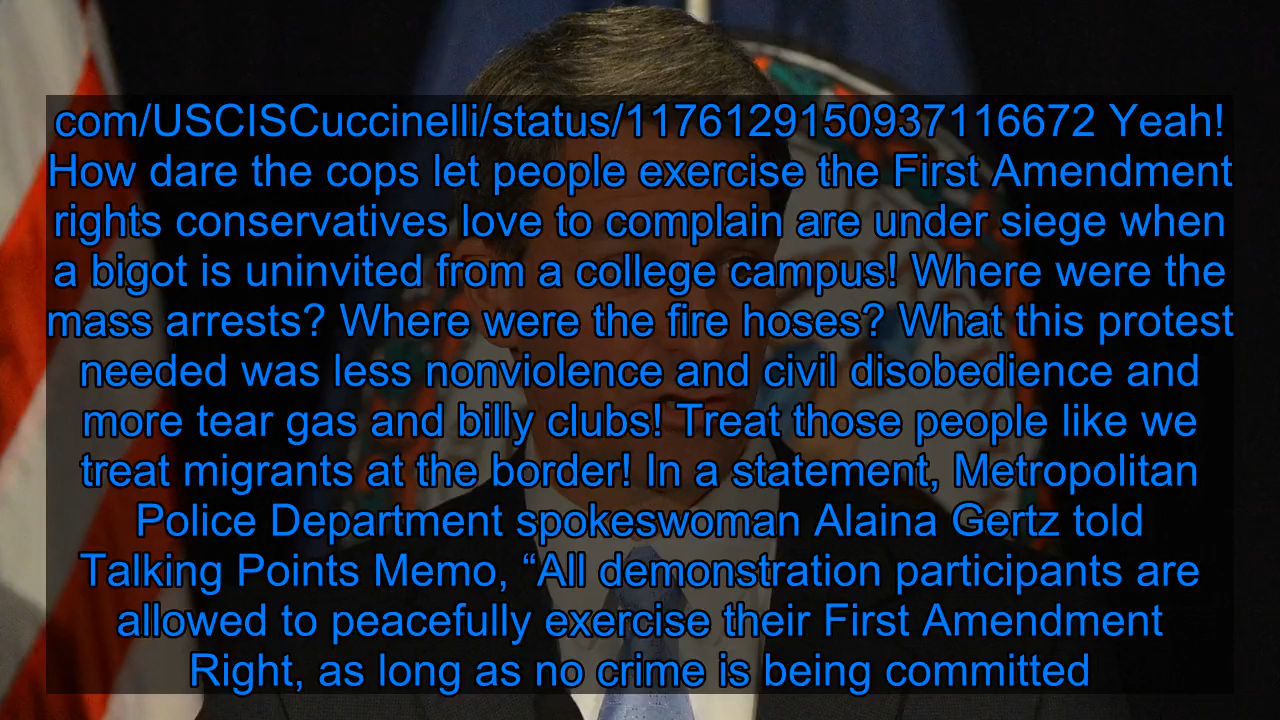 com/USCISCuccinelli/status/1176129150937116672 Yeah!
How dare the cops let people exercise the First Amendment
rights conservatives love to complain are under siege when
a bigot is uninvited from a college campus! Where were the
mass arrests? Where were the fire hoses? What this protest
needed was less nonviolence and civil disobedience and
more tear gas and billy clubs! Treat those people like we
treat migrants at the border! In a statement, Metropolitan
Police Department spokeswoman Alaina Gertz told
Talking Points Memo, “All demonstration participants are
allowed to peacefully exercise their First Amendment
Right, as long as no crime is being committed